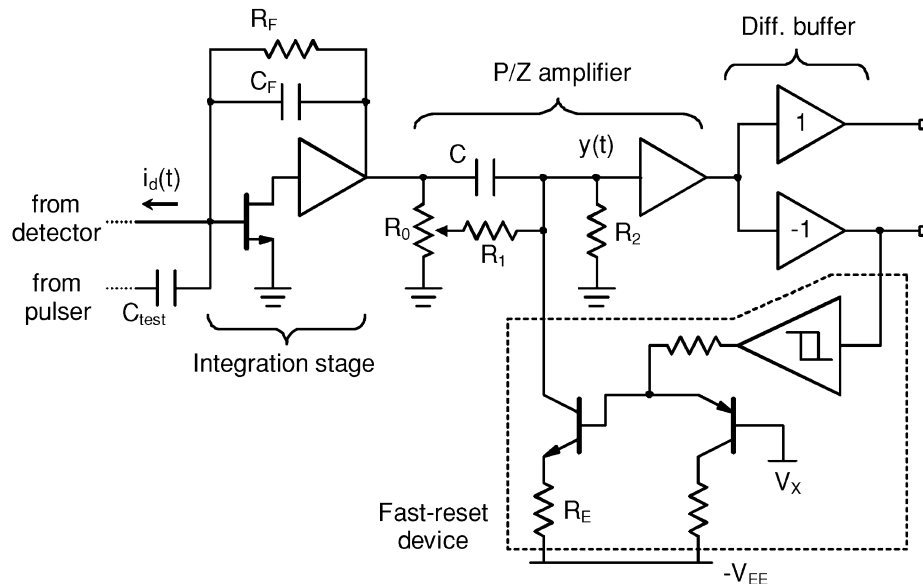 R_F
Diff. buffer
C_F
P/Z amplifier
1
i_d(t)
C
y(t)
from
detector
R_0
R_1
R_2
-1
from
pulser
C_test
Integration stage
V_X
Fast-reset
device
R_E
-V_EE